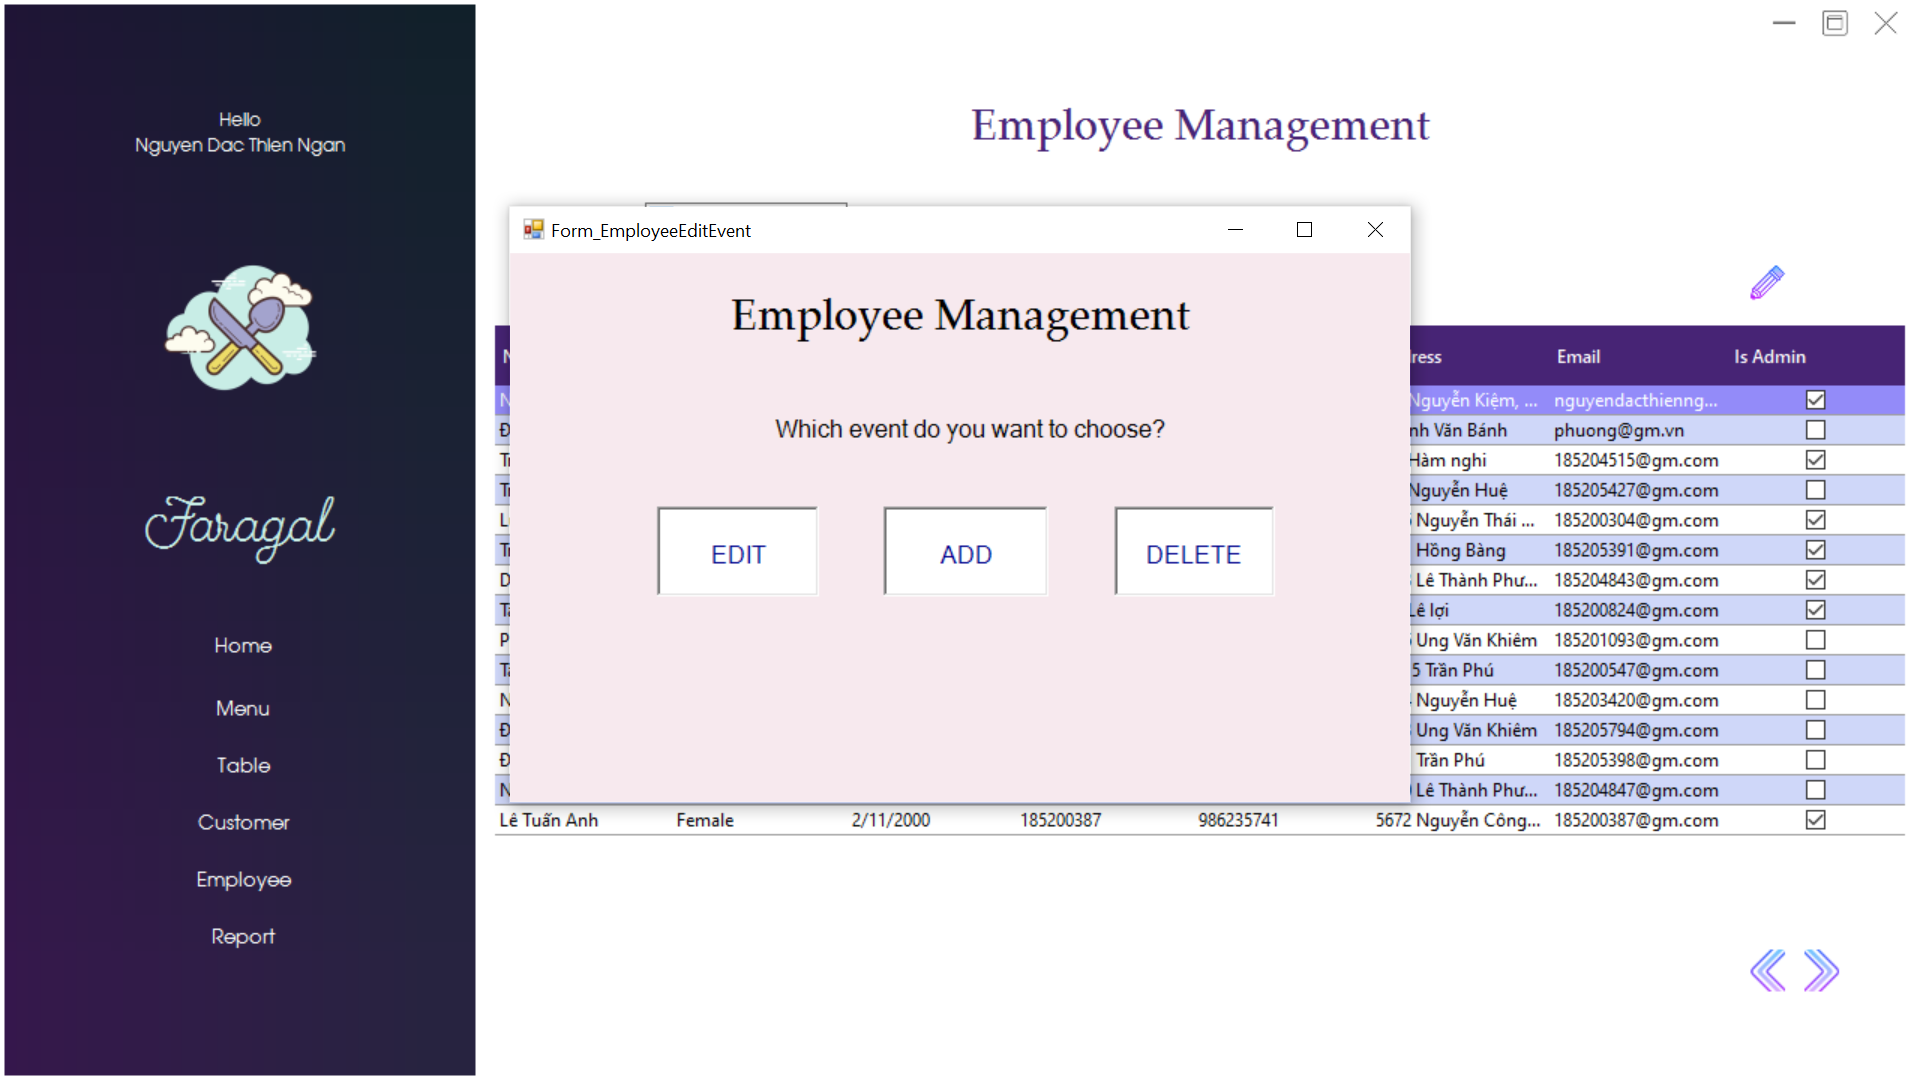 Hello
Nguyen Dac Thien Ngan
Faragal
Home
Menu
Table
Customer
Employee
Report
Employee Management
Form_EmployeeEditEvent
Employee Management
Which event do you want to choose?
EDIT ADD DELETE
Email Is Admin
Nguyễn Kiệm, ... nguyendacthienng...
Văn Bánh phuong@gm.vn
Hàm nghi 185204515@gm.com
Nguyễn Huệ 185205427@gm.com
Nguyễn Thái ... 185200304@gm.com
Hồng Bàng 185205391@gm.com
Lê Thành Phư... 185204843@gm.com
Lê lợi 185200824@gm.com
Ung Văn Khiêm 185201093@gm.com
5 Trần Phú 185200547@gm.com
Nguyễn Huệ 185203420@gm.com
Ung Văn Khiêm 185205794@gm.com
Trần Phú 185205398@gm.com
Lê Thành Phư... 185204847@gm.com
Lê Tuấn Anh Female 2/11/2000 185200387 986235741 5672 Nguyễn Công... 185200387@gm.com